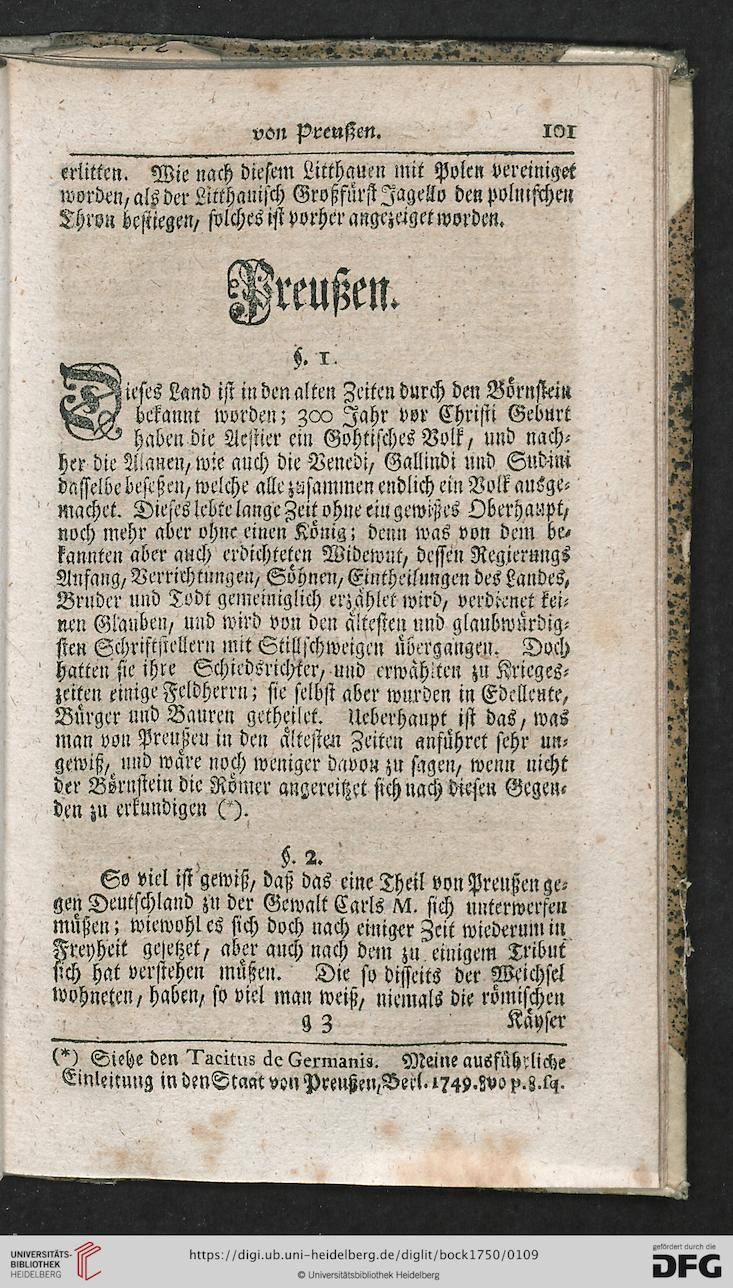 von Preußen. 101
erlitten. Wie nach diesem Litthauen mit Polen vereiniget
worden, als der Litthauisch Großfürst Jagello den polnischen
Thron bestiegen, solches ist vorher angezeiget worden.
Preußen.
§. 1.
Dieses Land ist in den alten Zeiten durch den Börnstein
bekannt worden; 300 Jahr vor Christi Geburt
haben die Aestier ein Gohtisches Volk, und nach-
her die Alanen, wie auch die Venedi, Gallindi und Sudini
dasselbe beseßen, welche alle zusammen endlich ein Volk ausge-
machet. Dieses lebte lange Zeit ohne ein gewißes Oberhaupt,
noch mehr aber ohne einen König; denn was von dem be-
kannten aber auch erdichteten Widewut, dessen Regierungs
Anfang, Verrichtungen, Söhnen, Eintheilungen des Landes,
Bruder und Todt gemeiniglich erzählet wird, verdienet kei-
nen Glauben, und wird von den ältesten und glaubwürdig-
sten Schriftstellern mit Stillschweigen übergangen. Doch
hatten sie ihre Schiedsrichter, und erwählten zu Krieges-
zeiten einige Feldherrn; sie selbst aber wurden in Edelleute,
Bürger und Bauren getheilet. Ueberhaupt ist das, was
man von Preußen in den ältesten Zeiten anführet sehr un-
gewiß, und wäre noch weniger davon zu sagen, wenn nicht
der Börnstein die Römer angereitzet sich nach diesen Gegen-
den zu erkundigen (*).
§. 2.
So viel ist gewiß, daß das eine Theil von Preußen ge-
gen Deutschland zu der Gewalt Carls M. sich unterwerfen
müßen; wiewohl es sich doch nach einiger Zeit wiederum in
Freyheit gesetzet, aber auch nach dem zu einigem Tribut
sich hat verstehen müßen. Die so disseits der Weichsel
wohneten, haben, so viel man weiß, niemals die römischen
g 3 Käyser
(*) Siehe den Tacitus de Germanis. Meine ausführliche
Einleitung in den Staat von Preußen, Berl. 1749. 8vo p. 8. sq.
UNIVERSITÄTS-
BIBLIOTHEK
HEIDELBERG
https://digi.ub.uni-heidelberg.de/diglit/bock1750/0109
© Universitätsbibliothek Heidelberg
gefördert durch die
DFG